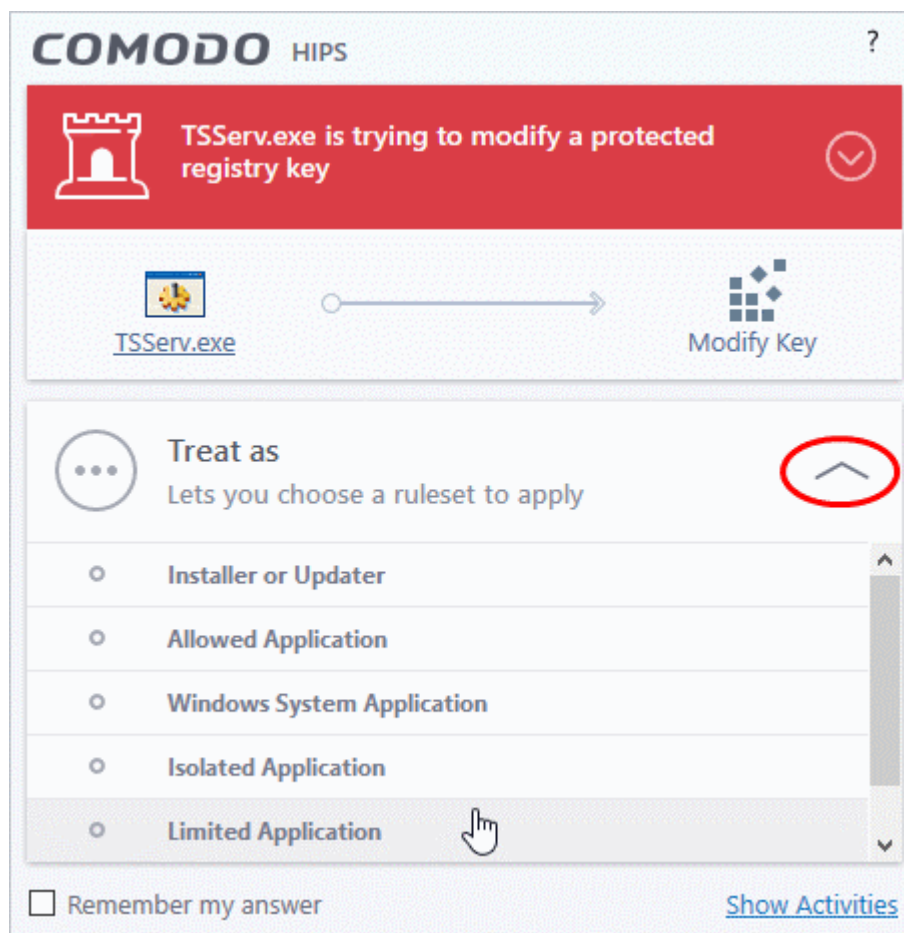 COMODO HIPS ?
TSServ.exe is trying to modify a protected
registry key
TSServ.exe
Modify Key
Treat as
Lets you choose a ruleset to apply
Installer or Updater
Allowed Application
Windows System Application
Isolated Application
Limited Application
Remember my answer
Show Activities